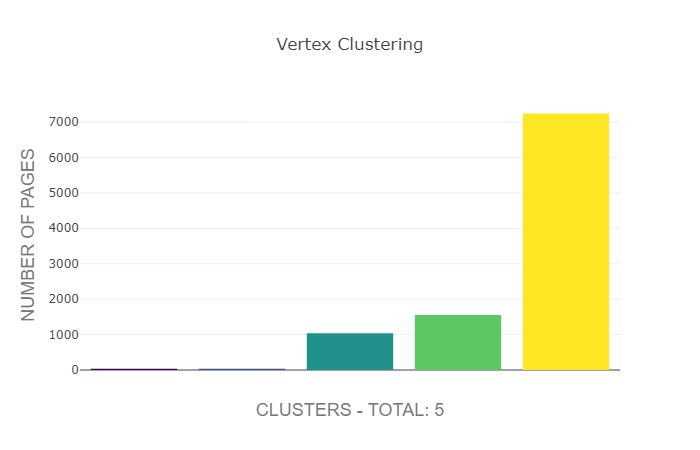 Vertex Clustering
7000
6000
5000
4000
3000
2000
1000
0
NUMBER OF PAGES
CLUSTERS - TOTAL: 5